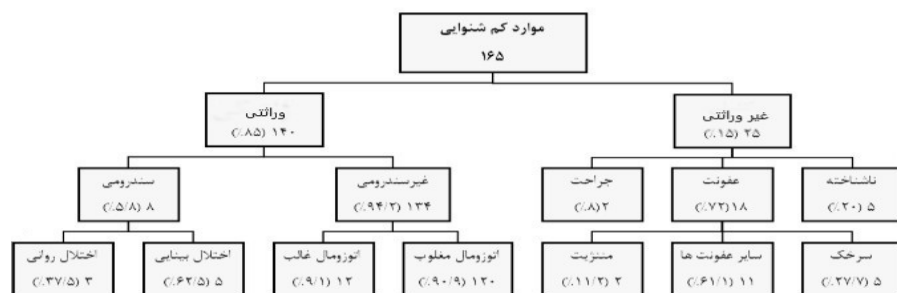 موارد کم شنوایی
۱۶۵
غیر وراثتی
۲۵ (٪۱۵)
وراثتی
۱۴۰ (٪۸۵)
ناشناخته
۵ (٪۲۰)
عفونت
۱۸(٪۷۲)
جراحت
۲(٪۸)
غیرسندرومی
۱۳۴ (٪۹۴/۲)
سندرومی
۸ (٪۵/۸)
سرخک
۵ (٪۲۷/۷)
سایر عفونت ها
۱۱ (٪۶۱/۱)
مننژیت
۲ (٪۱۱/۲)
اتوزومال مغلوب
۱۲۰ (٪۹۰/۹)
اتوزومال غالب
۱۲ (٪۹/۱)
اختلال بینایی
۵ (٪۶۲/۵)
اختلال روانی
۳ (٪۳۷/۵)